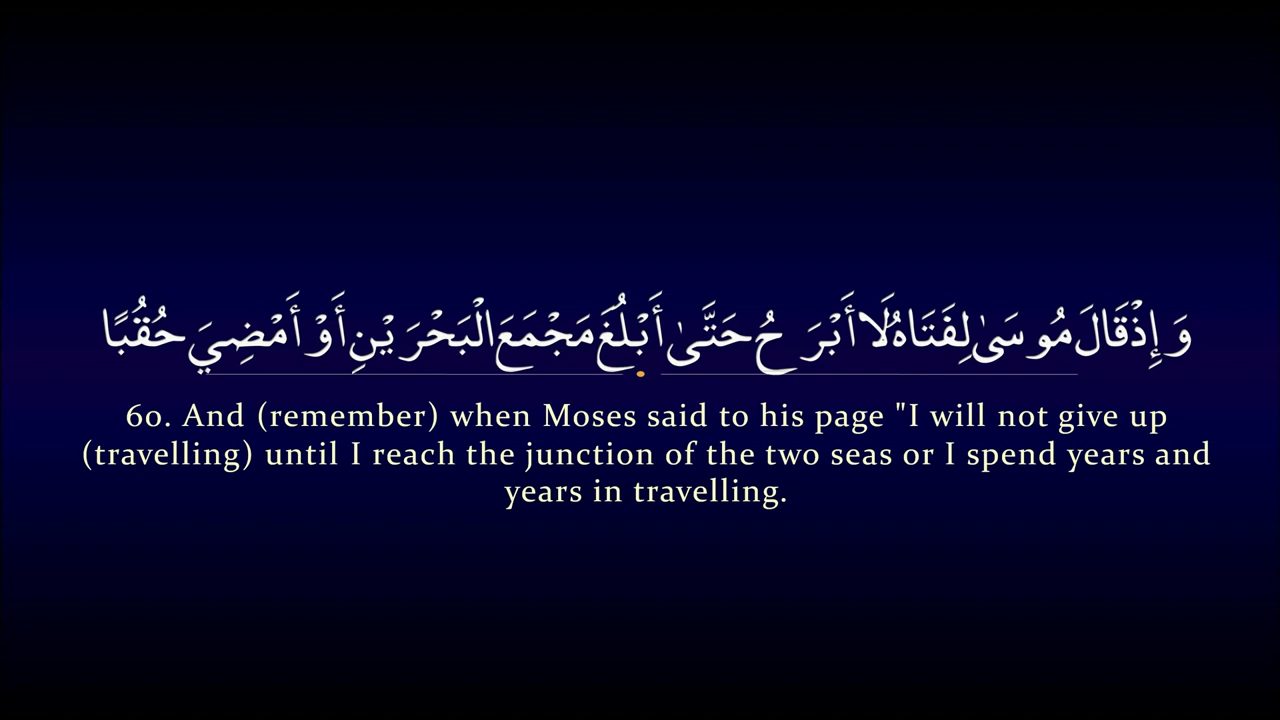 وَإِذْ قَالَ مُوسَىٰ لِفَتَاهُ لَا أَبْرَحُ حَتَّىٰ أَبْلُغَ مَجْمَعَ الْبَحْرَيْنِ أَوْ أَمْضِيَ حُقُبًا
60. And (remember) when Moses said to his page "I will not give up
(travelling) until I reach the junction of the two seas or I spend years and
years in travelling.